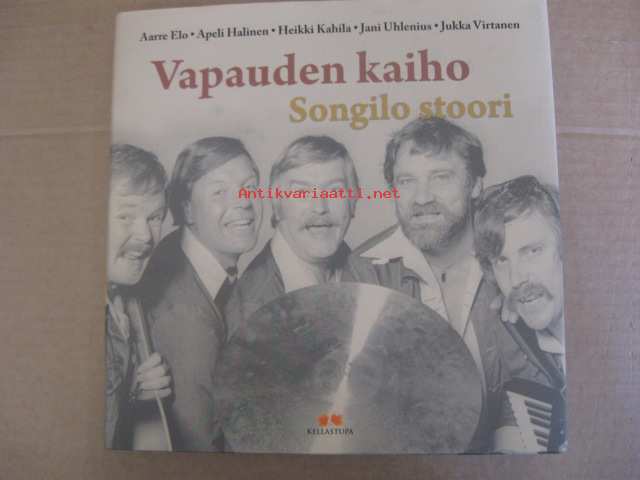 Aarre Elo • Apeli Halinen • Heikki Kahila • Jani Uhlenius • Jukka Virtanen
Vapauden kaiho
Songilo stoori
Antikvariaatti.net
KELLASTUPA